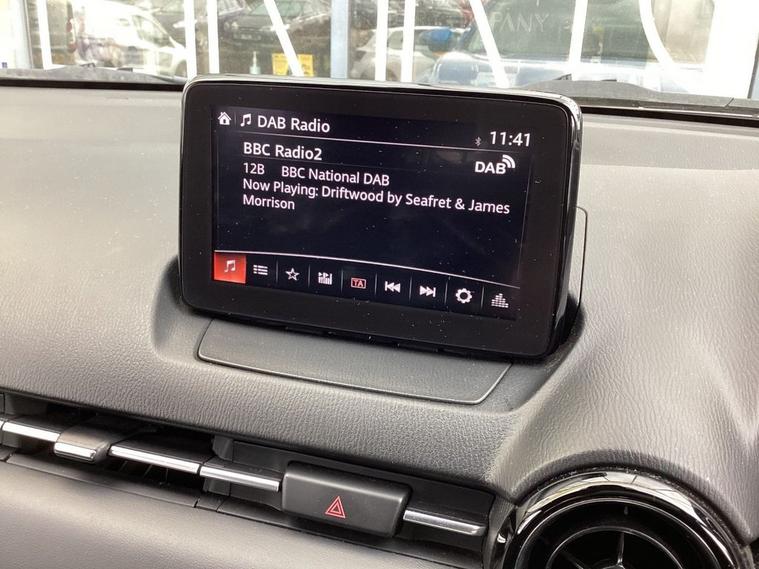 PANY
DAB Radio
11:41
BBC Radio2
DAB
12B BBC National DAB
Now Playing: Driftwood by Seafret & James
Morrison
TA